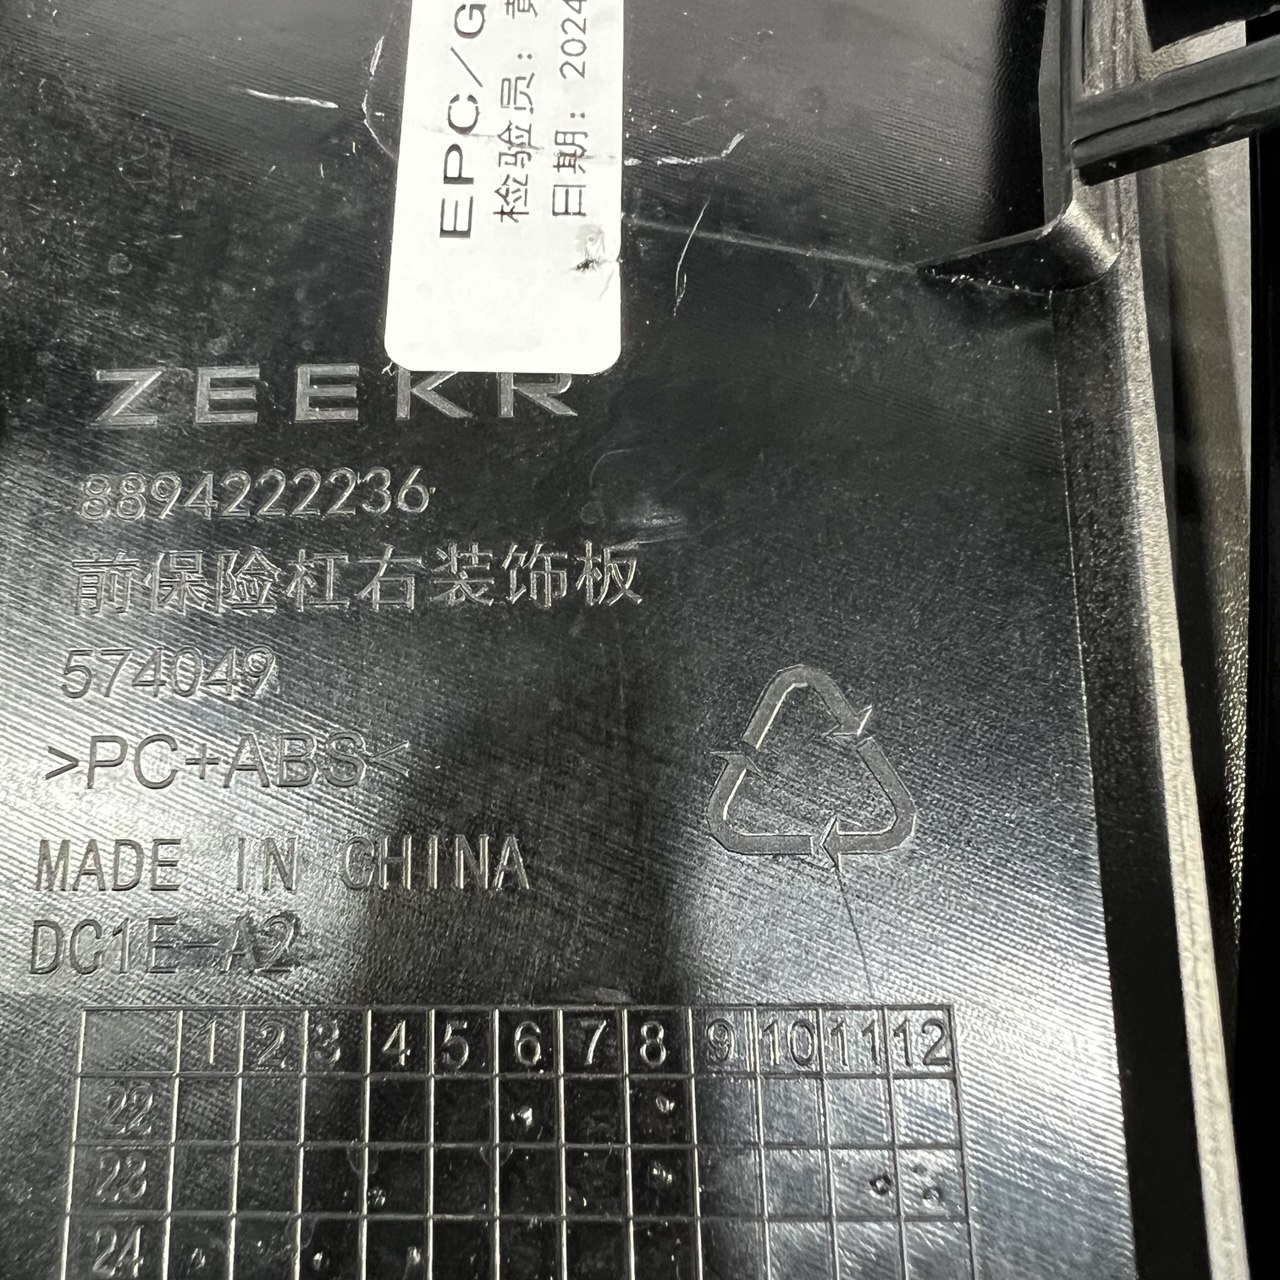 EPC/G
检验员：黄
日期：2024
ZEEKR
8894222236
前保险杠右装饰板
574049
>PC+ABS<
MADE IN CHINA
DC1E-A2
1 2 3 4 5 6 7 8 9 10 11 12
22
23
24